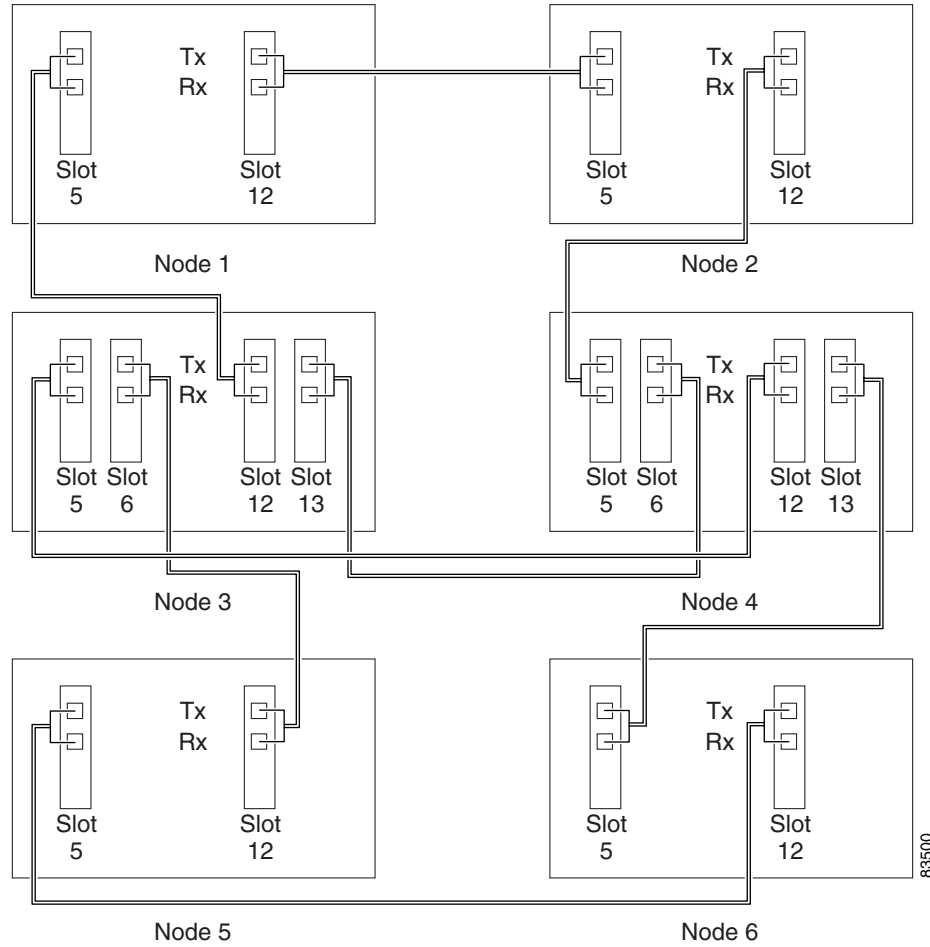 Tx Tx
Rx Rx
Slot Slot Slot Slot
5 12 5 12
Node 1 Node 2
Tx Tx
Rx Rx
Slot Slot Slot Slot Slot Slot Slot Slot
5 6 12 13 5 6 12 13
Node 3 Node 4
Tx Tx
Rx Rx
Slot Slot Slot Slot
5 12 5 12
83500
Node 5 Node 6